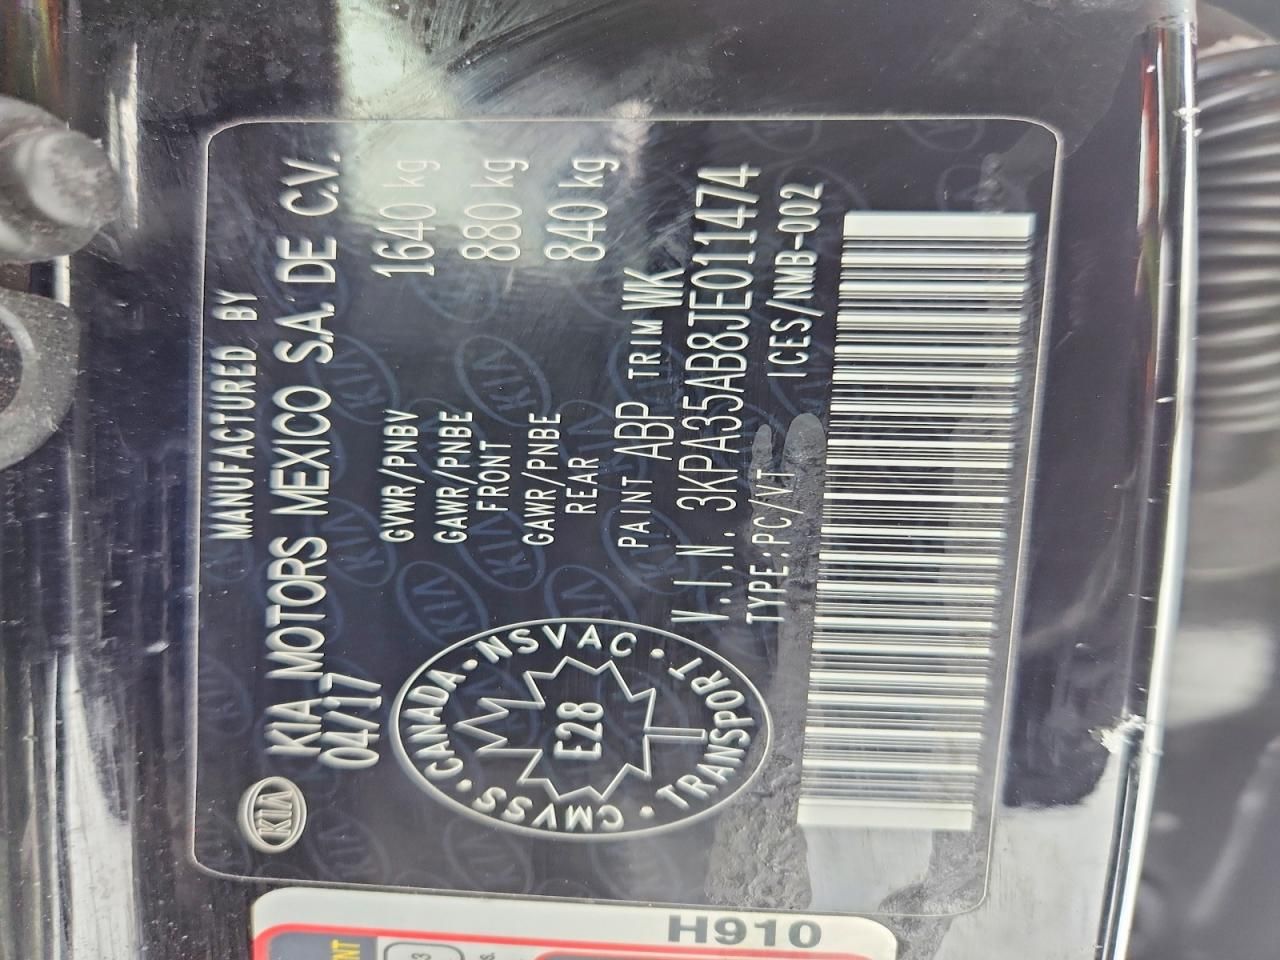 KIA
MANUFACTURED BY
KIA MOTORS MEXICO S.A. DE C.V.
04/17
GVWR/PNBV 1640 kg
GAWR/PNBE FRONT 880 kg
GAWR/PNBE REAR 840 kg
CANADA · NSVAC · TRANSPORT · CMVSS ·
E28
PAINT ABP TRIM WK
V.I.N. 3KPA35AB8JE011474
TYPE:PC/VT ICES/NMB-002
H910